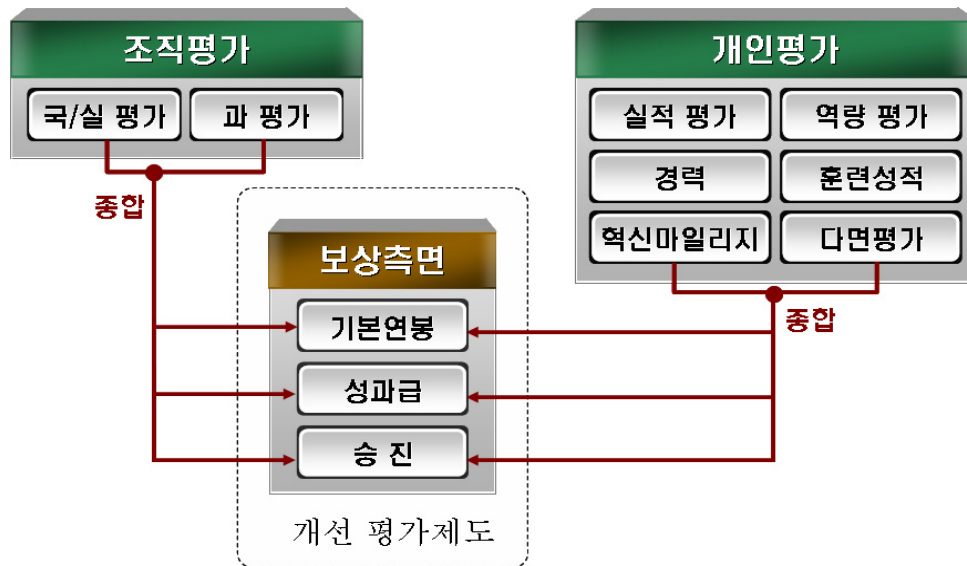 조직평가
국/실 평가 과 평가
종합
개인평가
실적 평가 역량 평가
경력 훈련성적
혁신마일리지 다면평가
종합
보상측면
기본연봉
성과급
승 진
개선 평가제도